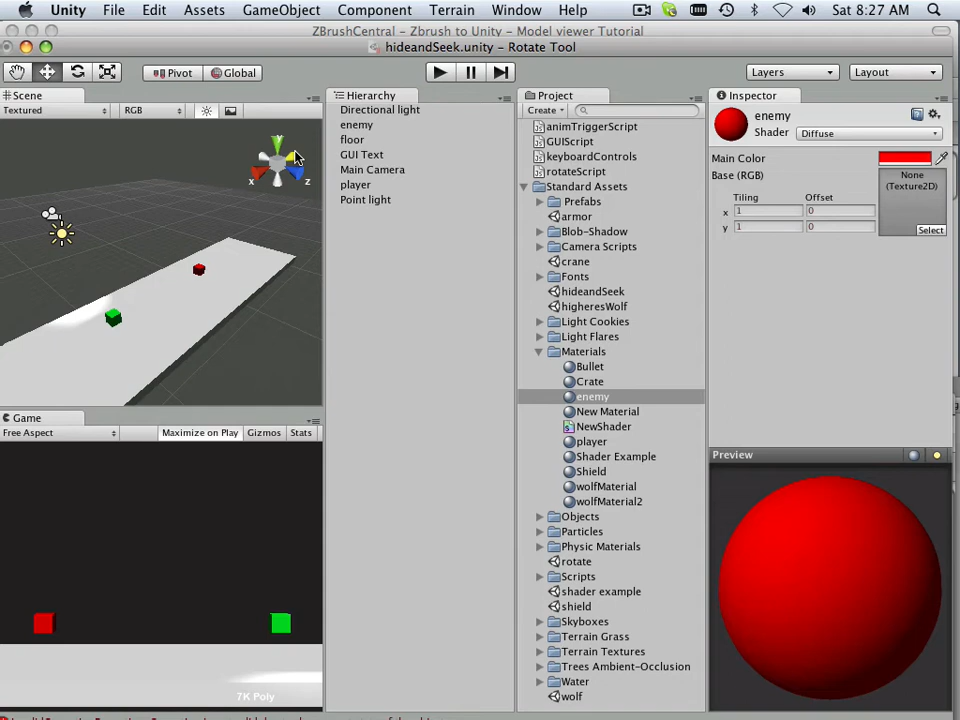 Unity File Edit Assets GameObject Component Terrain Window Help Sat 8:27 AM
ZBrushCentral - Zbrush to Unity - Model viewer Tutorial
hideandSeek.unity - Rotate Tool
Pivot Global Layers Layout
Scene
Textured RGB
y
x z
Game
Free Aspect Maximize on Play Gizmos Stats
7K Poly
Hierarchy
Directional light
enemy
floor
GUI Text
Main Camera
player
Point light
Project
Create
animTriggerScript
GUIScript
keyboardControls
rotateScript
Standard Assets
Prefabs
armor
Blob-Shadow
Camera Scripts
crane
Fonts
hideandSeek
higheresWolf
Light Cookies
Light Flares
Materials
Bullet
Crate
enemy
New Material
NewShader
player
Shader Example
Shield
wolfMaterial
wolfMaterial2
Objects
Particles
Physic Materials
rotate
Scripts
shader example
shield
Skyboxes
Terrain Grass
Terrain Textures
Trees Ambient-Occlusion
Water
wolf
Inspector
enemy
Shader Diffuse
Main Color
Base (RGB)
None
(Texture2D)
Tiling Offset
x 1 0
y 1 0
Select
Preview